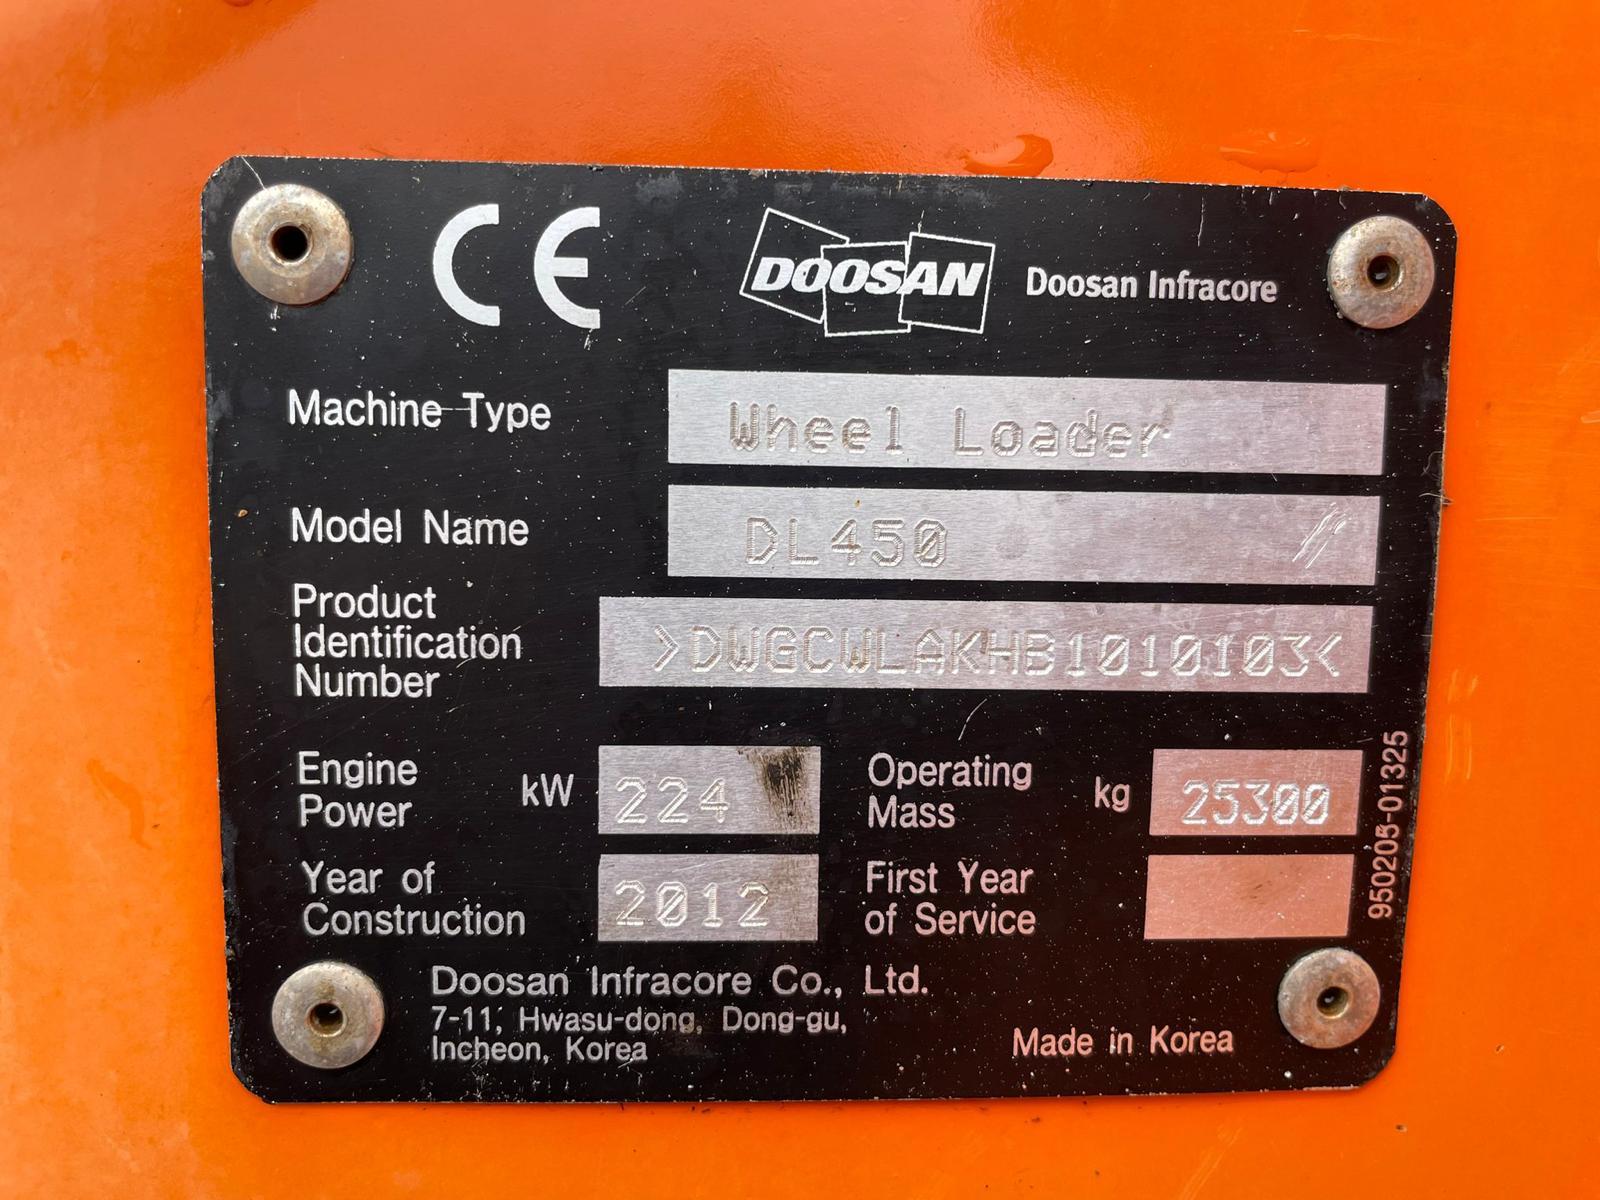 CE DOOSAN Doosan Infracore
Machine Type Wheel Loader
Model Name DL450
Product
Identification
Number
>DWGCWLAKHB1010103<
Engine
Power
kW 224
Operating
Mass
kg 25300
Year of
Construction
2012
First Year
of Service
950205-01325
Doosan Infracore Co., Ltd.
7-11, Hwasu-dong, Dong-gu,
Incheon, Korea
Made in Korea